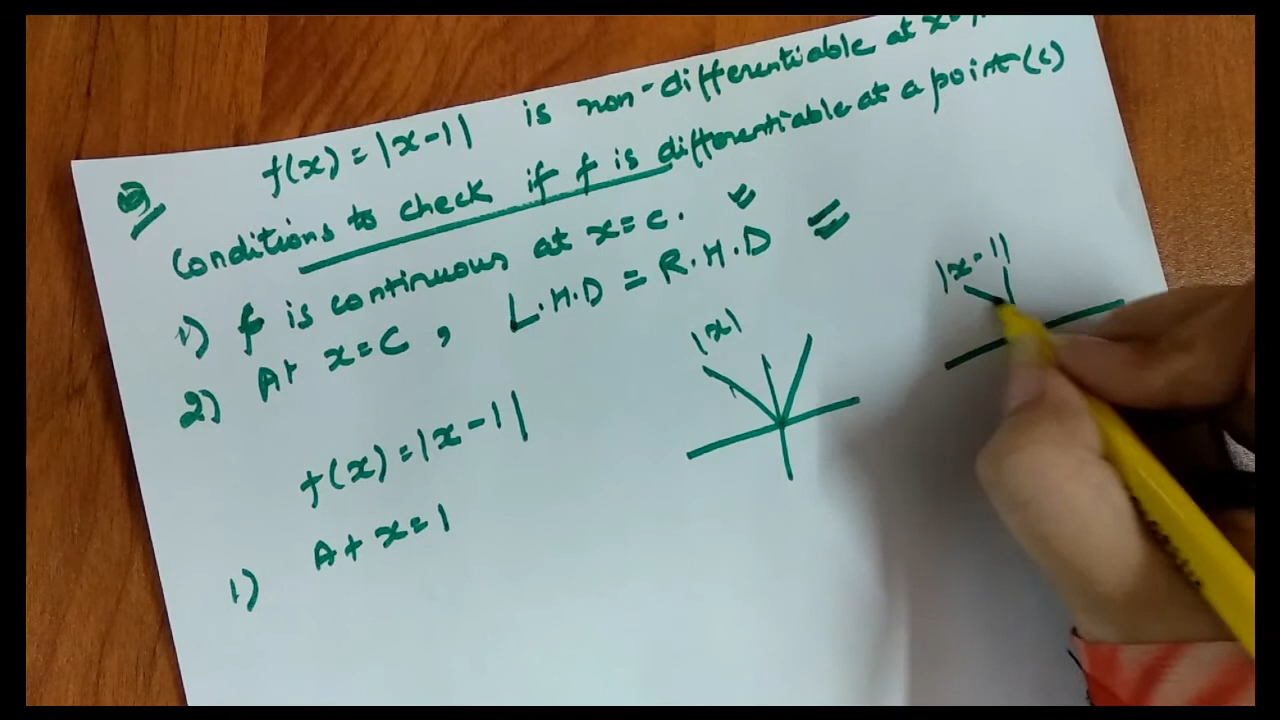 f(x) = |x-1| is non-differentiable at
Conditions to check if f is differentiable at a point (c)
1) f is continuous at x=c.
2) At x=c, L.H.D = R.H.D
|x|
|x-1|
f(x) = |x-1|
1) At x=1